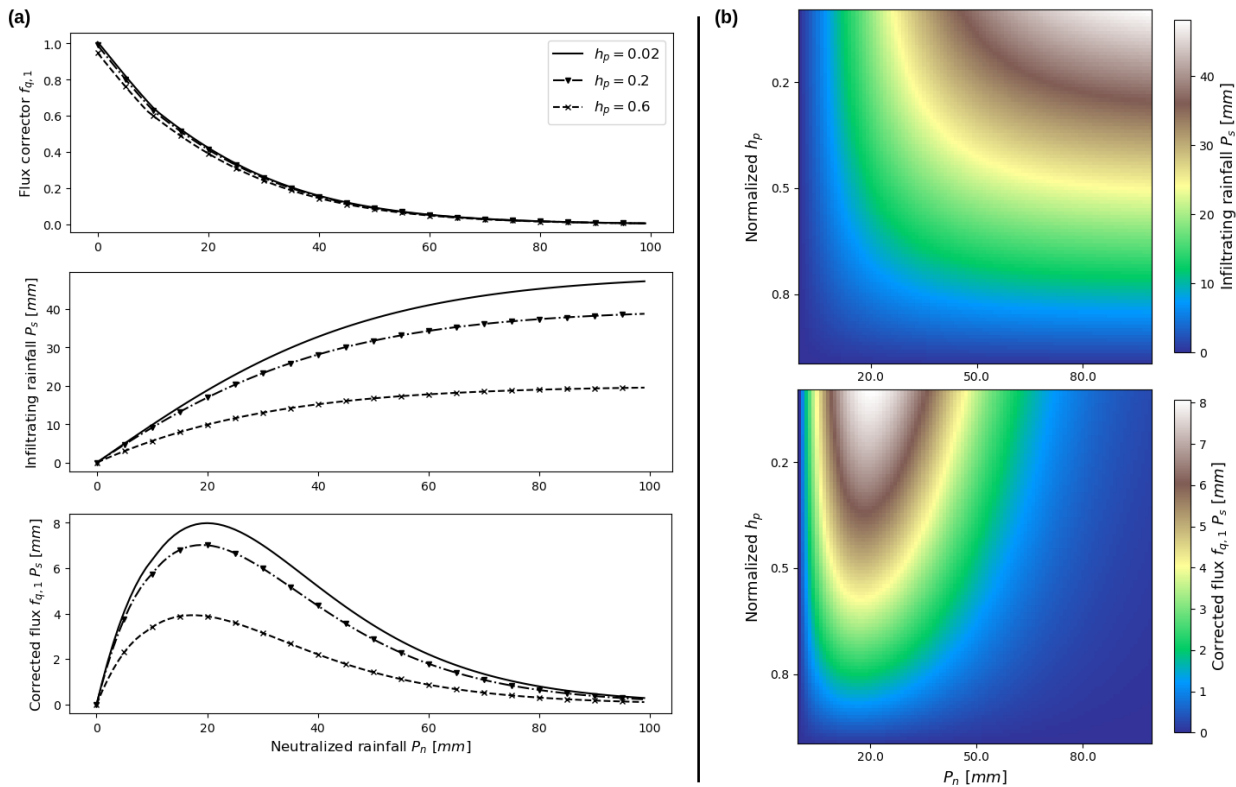 (a)
1.0
0.8
0.6
0.4
0.2
0.0
Flux corrector f_{q,1}
h_p = 0.02
h_p = 0.2
h_p = 0.6
0 20 40 60 80 100
40
30
20
10
0
Infiltrating rainfall P_s [mm]
0 20 40 60 80 100
8
6
4
2
0
Corrected flux f_{q,1} P_s [mm]
0 20 40 60 80 100
Neutralized rainfall P_n [mm]
(b)
0.2
0.5
0.8
Normalized h_p
20.0 50.0 80.0
40
30
20
10
0
Infiltrating rainfall P_s [mm]
0.2
0.5
0.8
Normalized h_p
20.0 50.0 80.0
P_n [mm]
8
7
6
5
4
3
2
1
0
Corrected flux f_{q,1} P_s [mm]